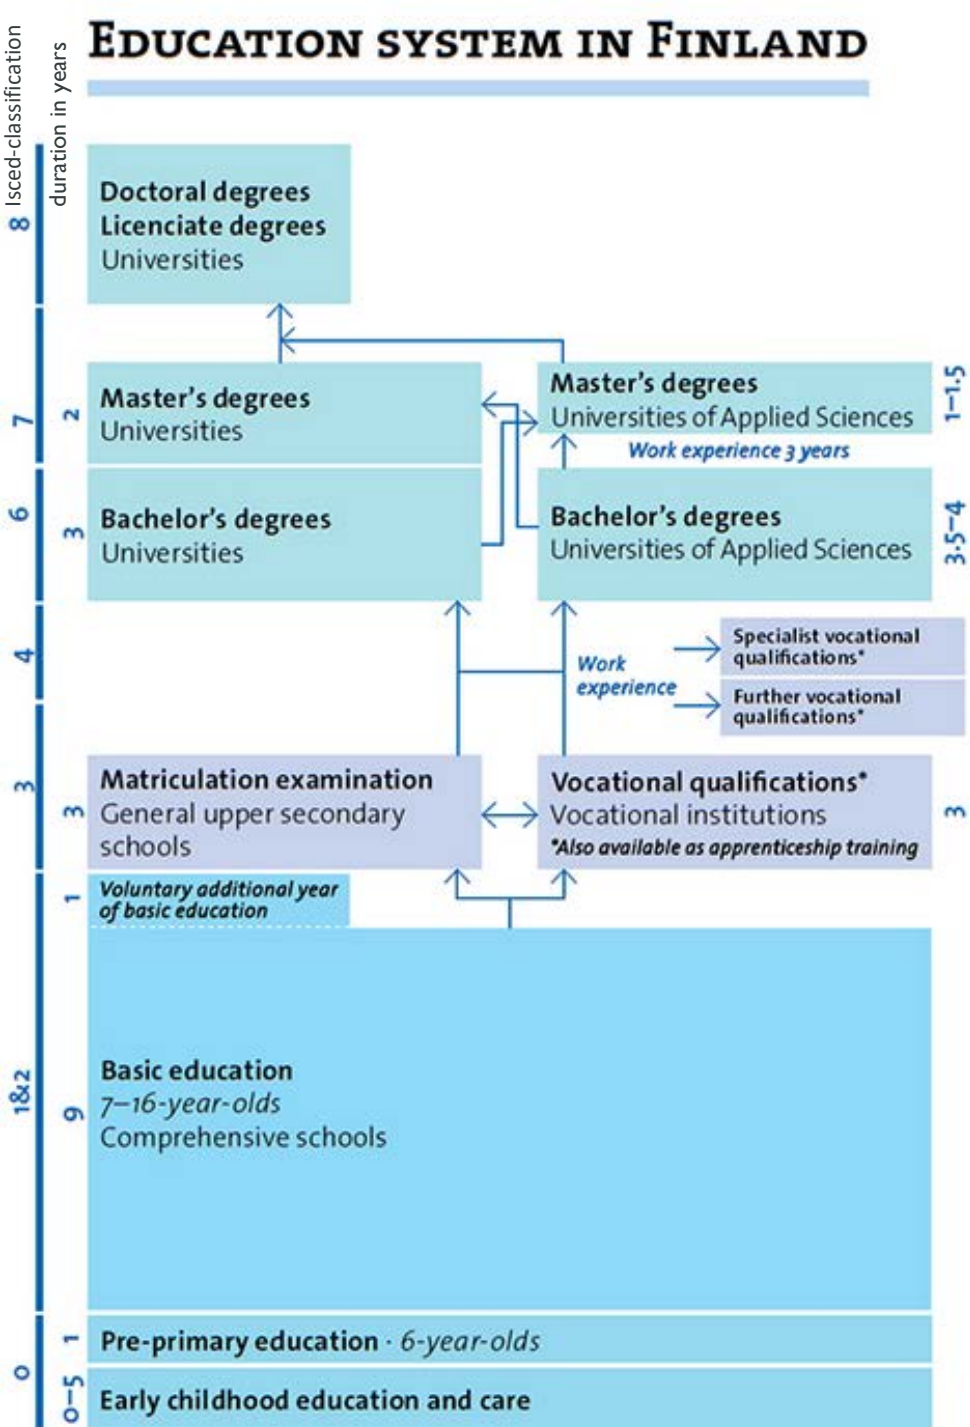 EDUCATION SYSTEM IN FINLAND
Isced-classification
duration in years
8
Doctoral degrees
Licenciate degrees
Universities
7
2
Master's degrees
Universities
Master's degrees
Universities of Applied Sciences
1–1.5
Work experience 3 years
6
3
Bachelor's degrees
Universities
Bachelor's degrees
Universities of Applied Sciences
3.5–4
4
Work
experience
Specialist vocational
qualifications*
Further vocational
qualifications*
3
3
Matriculation examination
General upper secondary
schools
Vocational qualifications*
Vocational institutions
*Also available as apprenticeship training
3
1
Voluntary additional year
of basic education
1&2
9
Basic education
7–16-year-olds
Comprehensive schools
0
1
Pre-primary education · 6-year-olds
0–5
Early childhood education and care